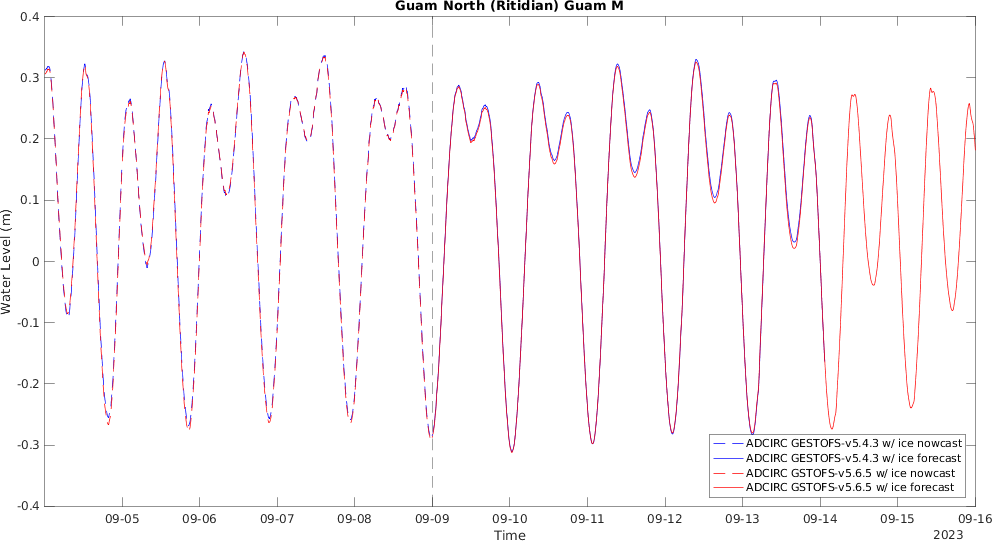 Guam North (Ritidian) Guam M
0.4
0.3
0.2
0.1
0
-0.1
-0.2
-0.3
-0.4
Water Level (m)
ADCIRC GESTOFS-v5.4.3 w/ ice nowcast
ADCIRC GESTOFS-v5.4.3 w/ ice forecast
ADCIRC GSTOFS-v5.6.5 w/ ice nowcast
ADCIRC GSTOFS-v5.6.5 w/ ice forecast
09-05 09-06 09-07 09-08 09-09 09-10 09-11 09-12 09-13 09-14 09-15 09-16
Time
2023